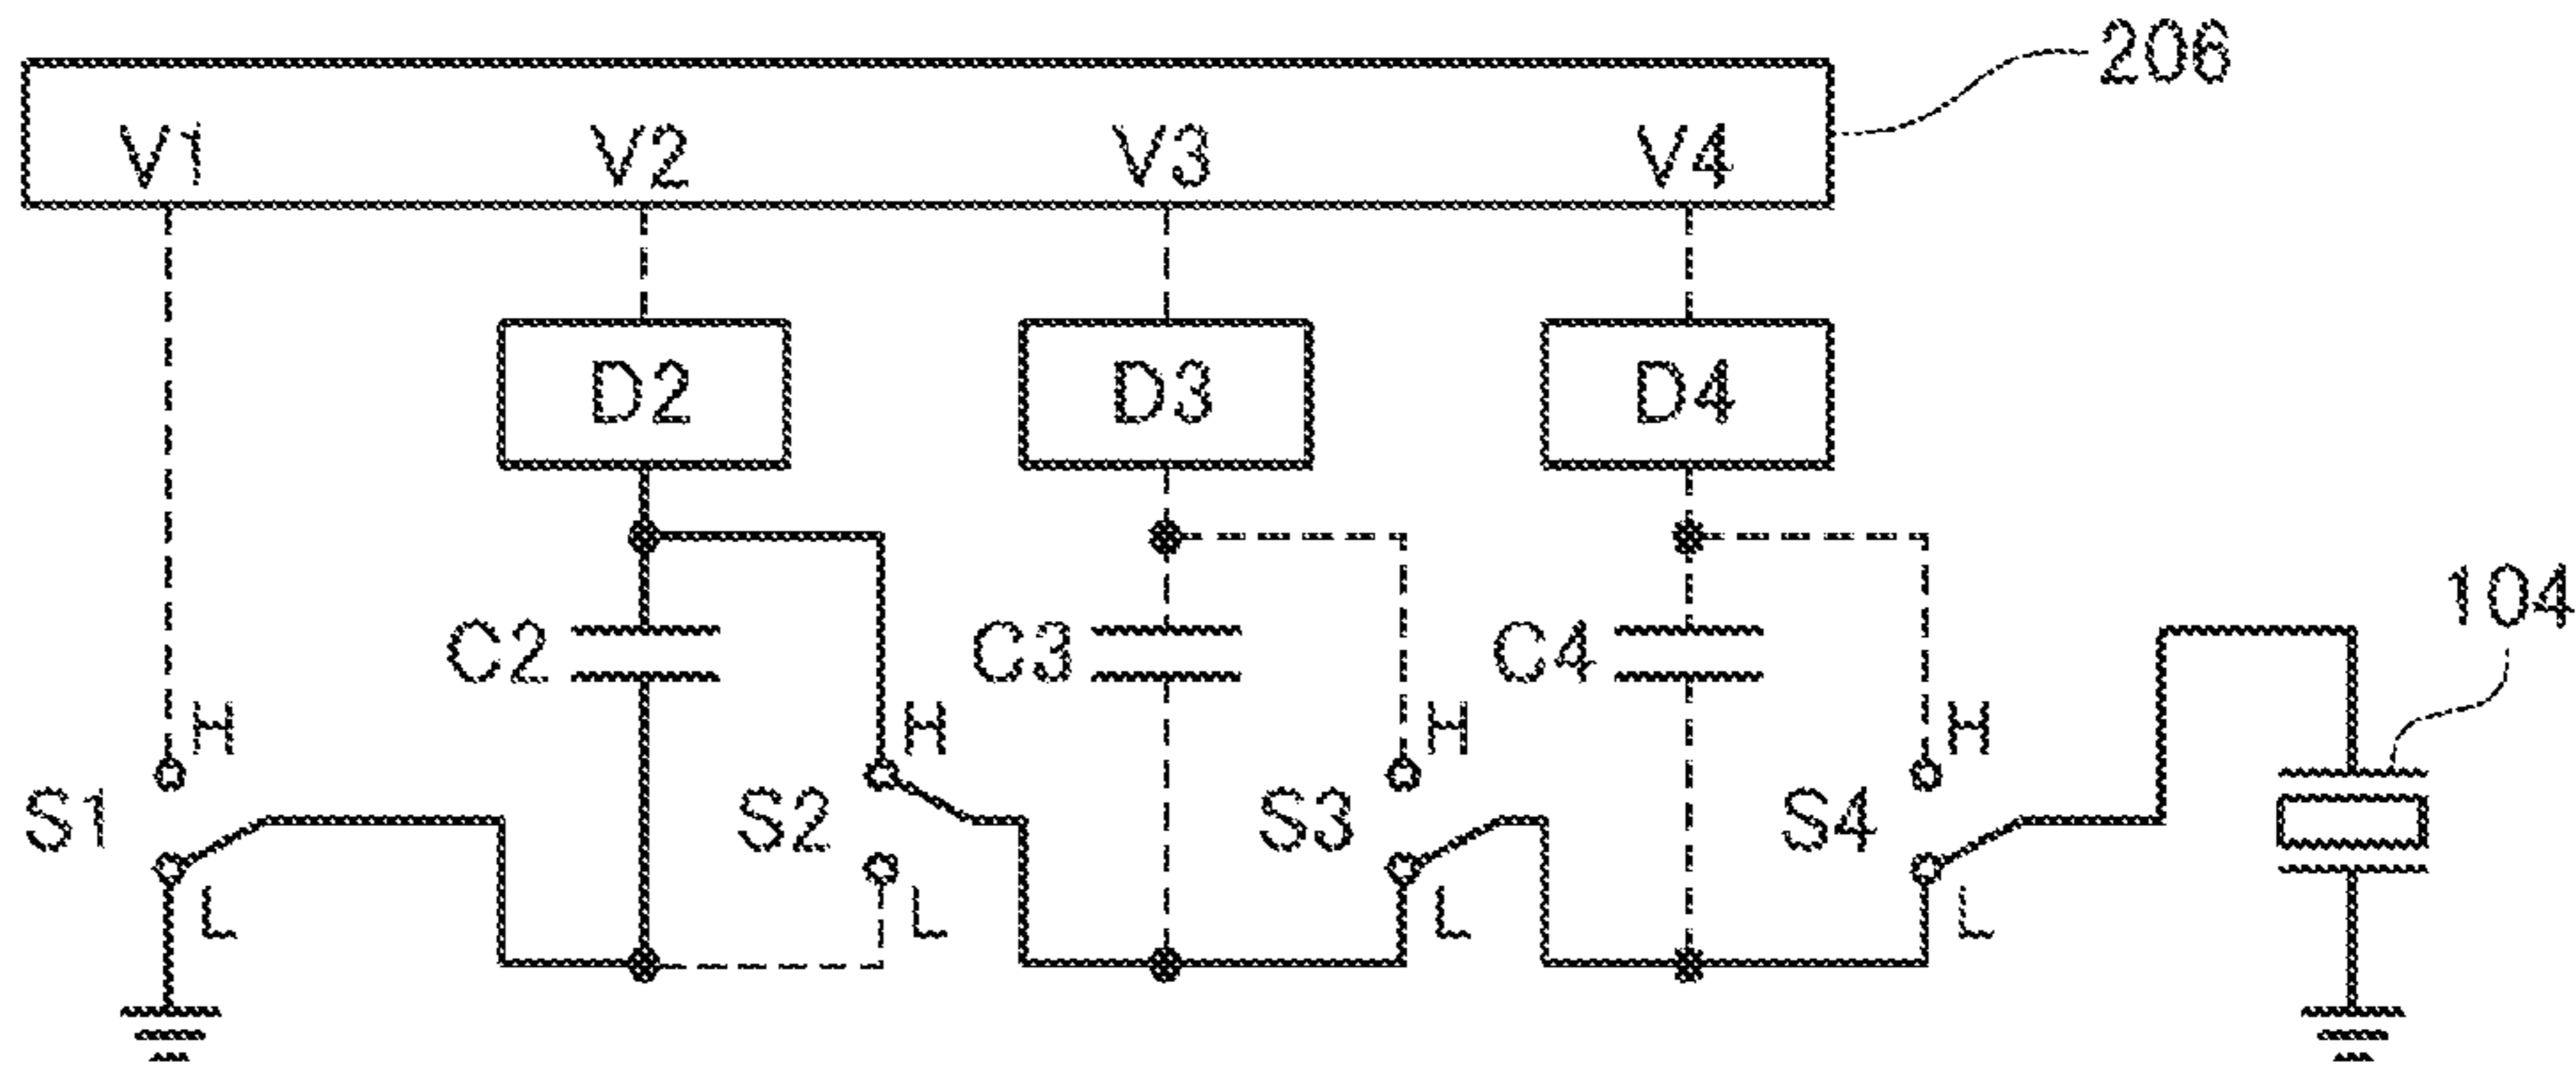 206
V1 V2 V3 V4
D2 D3 D4
104
C2 C3 C4
H H H H
S1 S2 S3 S4
L L L L